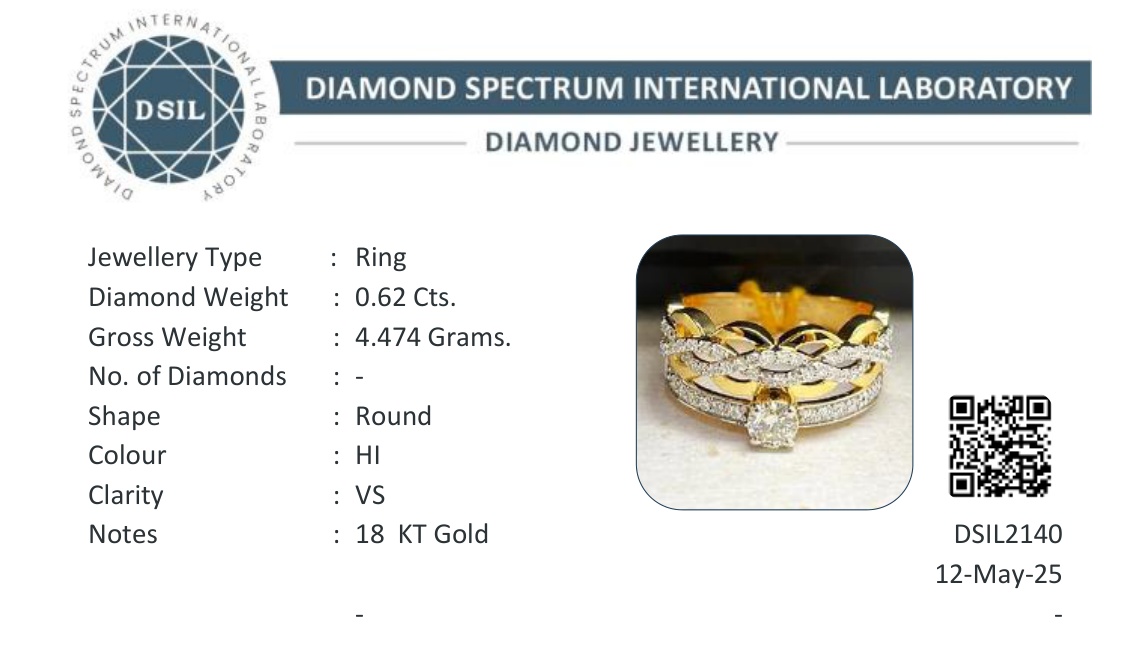 DIAMOND SPECTRUM INTERNATIONAL LABORATORY
DSIL
DIAMOND SPECTRUM INTERNATIONAL LABORATORY
DIAMOND JEWELLERY
Jewellery Type : Ring
Diamond Weight : 0.62 Cts.
Gross Weight : 4.474 Grams.
No. of Diamonds : -
Shape : Round
Colour : HI
Clarity : VS
Notes : 18 KT Gold
DSIL2140
12-May-25
- -